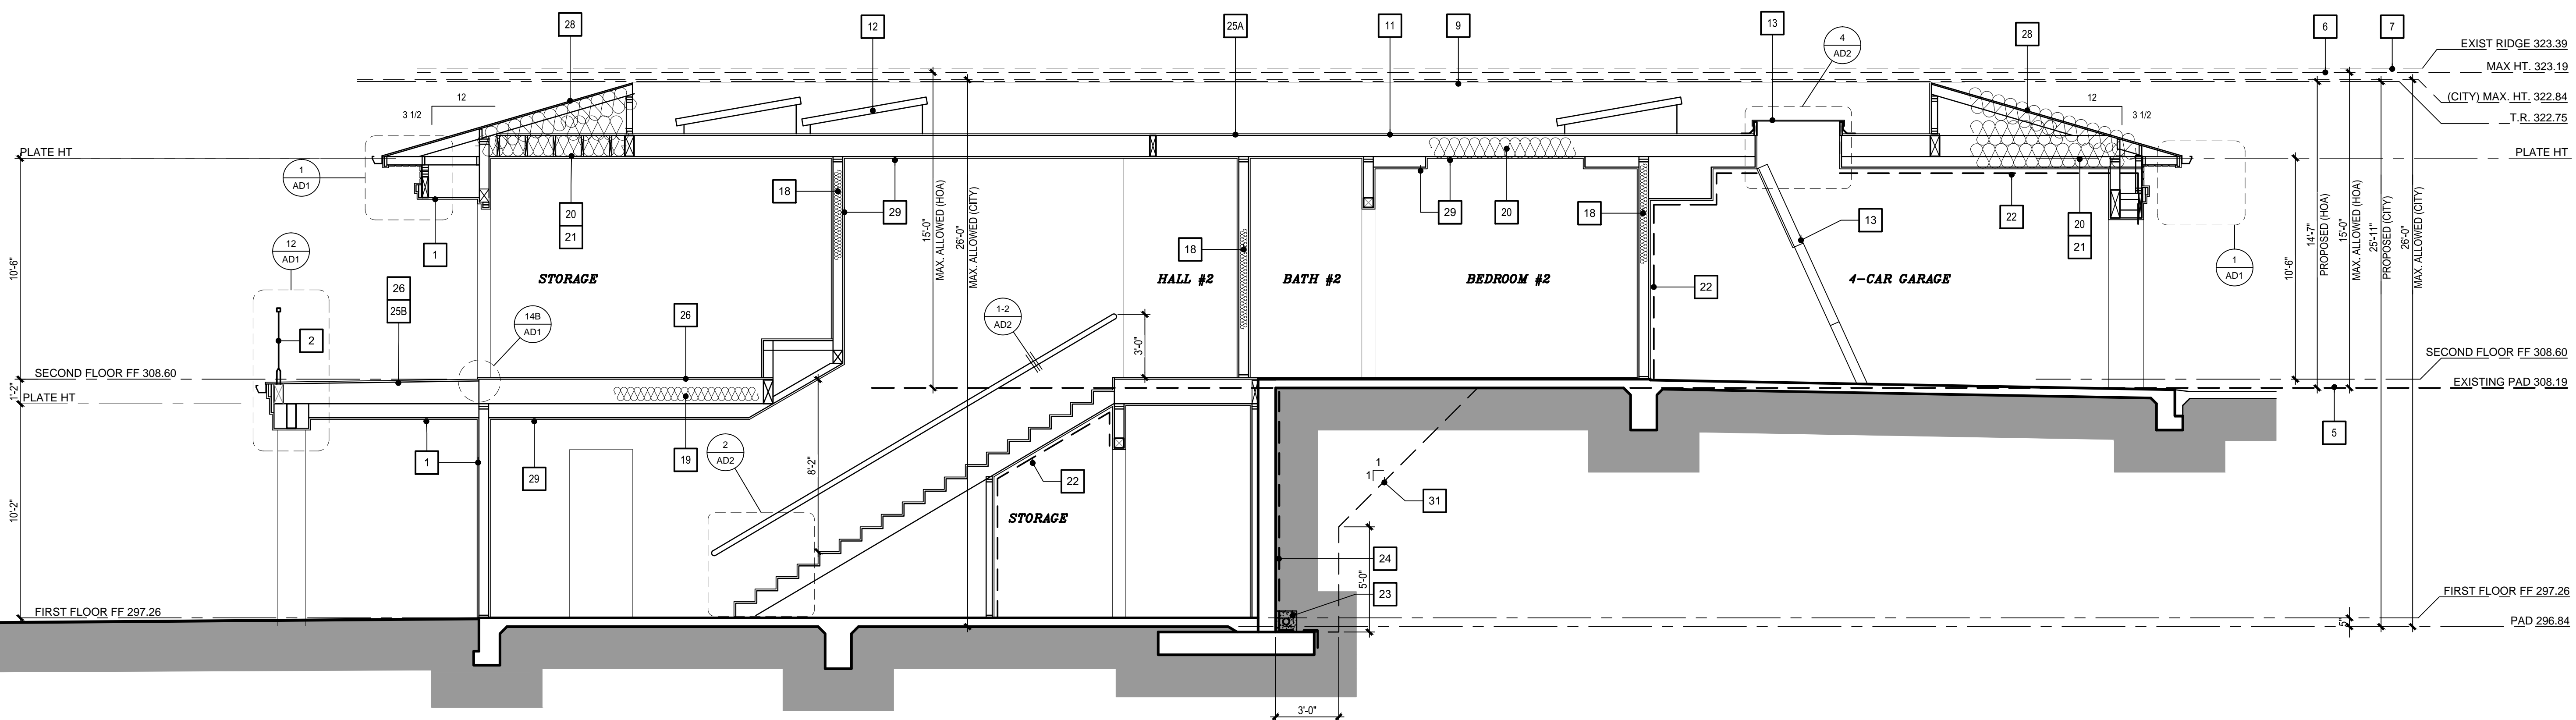 28
12
25A
11
9
13
4
AD2
28
6
7
EXIST RIDGE 323.39
MAX HT. 323.19
(CITY) MAX. HT. 322.84
T.R. 322.75
12
3 1/2
12
3 1/2
PLATE HT
PLATE HT
1
AD1
1
18
29
20
21
15'-0"
MAX. ALLOWED (HOA)
26'-0"
MAX. ALLOWED (CITY)
18
29
20
18
22
13
22
20
21
1
AD1
14'-7"
PROPOSED (HOA)
15'-0"
MAX. ALLOWED (HOA)
25'-11"
PROPOSED (CITY)
26'-0"
MAX. ALLOWED (CITY)
10'-6"
10'-6"
12
AD1
STORAGE
HALL #2
BATH #2
BEDROOM #2
4-CAR GARAGE
26
25B
2
14B
AD1
26
1-2
AD2
3'-0"
SECOND FLOOR FF 308.60
SECOND FLOOR FF 308.60
1'-2"
PLATE HT
EXISTING PAD 308.19
5
1
29
19
8'-2"
2
AD2
22
1
1
31
STORAGE
10'-2"
24
23
5'-0"
FIRST FLOOR FF 297.26
FIRST FLOOR FF 297.26
5"
PAD 296.84
3'-0"